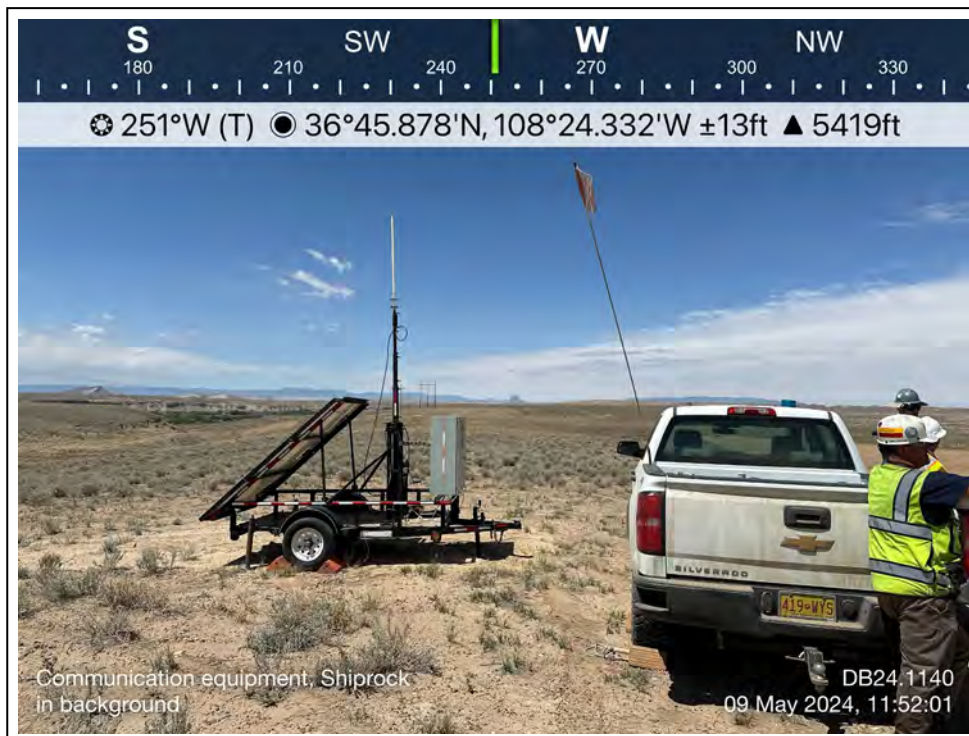 S SW W NW
180 210 240 270 300 330
251°W (T) 36°45.878'N, 108°24.332'W ±13ft ▲ 5419ft
SILVERADO
419-WYS
Communication equipment, Shiprock
in background
DB24.1140
09 May 2024, 11:52:01